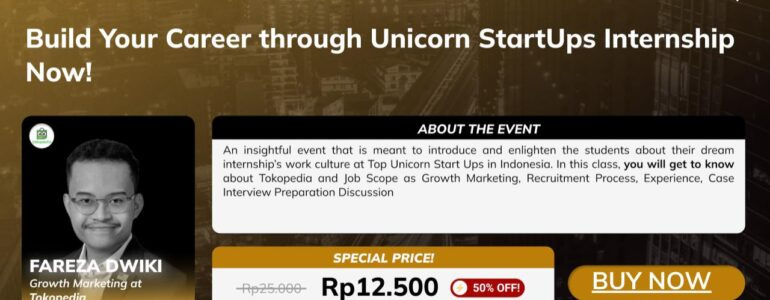 Build Your Career through Unicorn StartUps Internship
Now!
ABOUT THE EVENT
An insightful event that is meant to introduce and enlighten the students about their dream
internship's work culture at Top Unicorn Start Ups in Indonesia. In this class, you will get to know
about Tokopedia and Job Scope as Growth Marketing, Recruitment Process, Experience, Case
Interview Preparation Discussion
FAREZA DWIKI
Growth Marketing at
Tokopedia
SPECIAL PRICE!
Rp25.000 Rp12.500 50% OFF!
BUY NOW